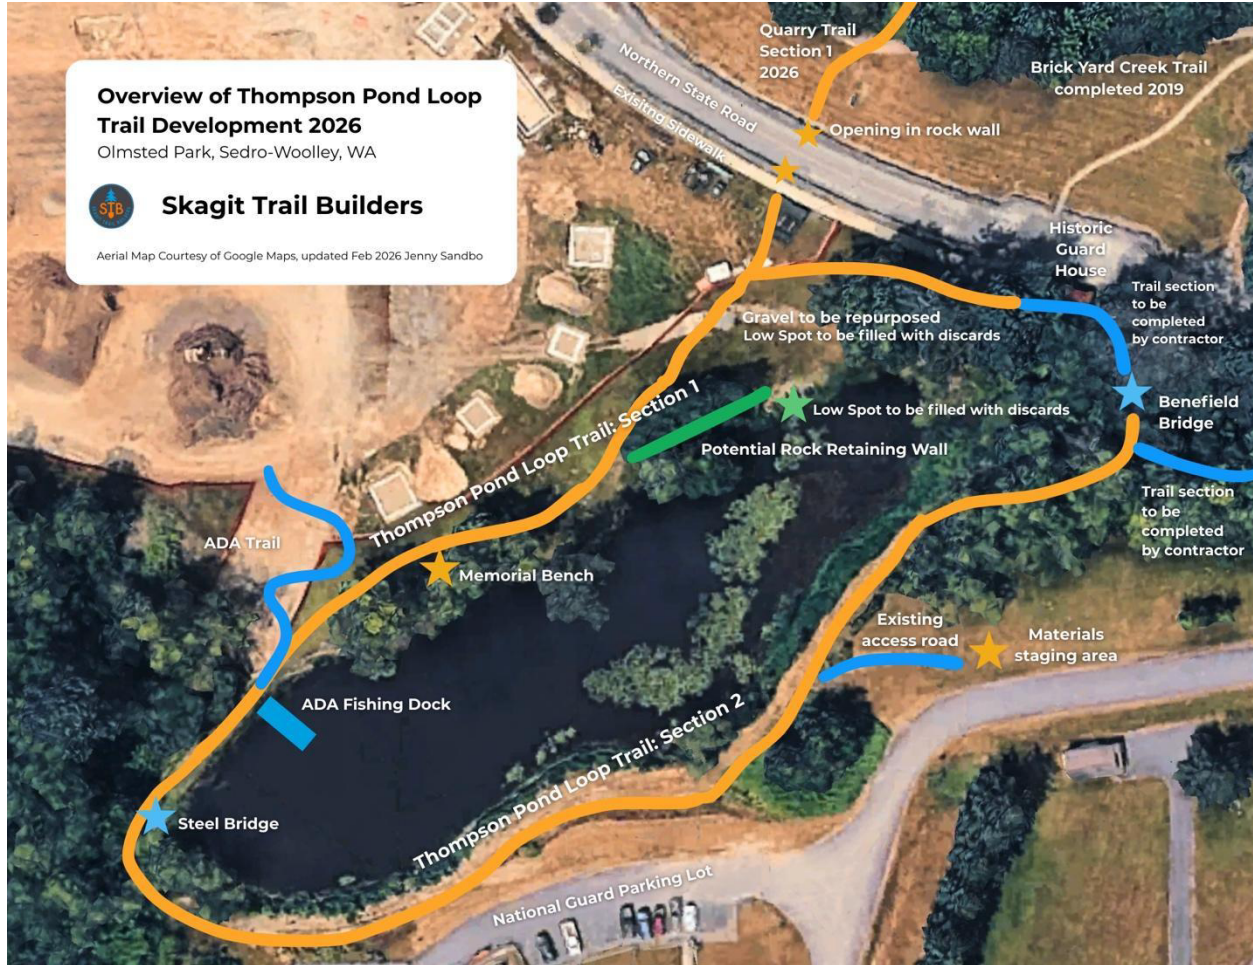 Overview of Thompson Pond Loop
Trail Development 2026
Olmsted Park, Sedro-Woolley, WA
STB
Skagit Trail Builders
Aerial Map Courtesy of Google Maps, updated Feb 2026 Jenny Sandbo
Quarry Trail
Section 1
2026
Northern State Road
Exisitng Sidewalk
Brick Yard Creek Trail
completed 2019
Opening in rock wall
Historic
Guard
House
Trail section
to be
completed
by contractor
Gravel to be repurposed
Low Spot to be filled with discards
Low Spot to be filled with discards
Benefield
Bridge
Potential Rock Retaining Wall
Thompson Pond Loop Trail: Section 1
Trail section
to be
completed
by contractor
ADA Trail
Memorial Bench
Existing
access road
Materials
staging area
ADA Fishing Dock
Thompson Pond Loop Trail: Section 2
Steel Bridge
National Guard Parking Lot